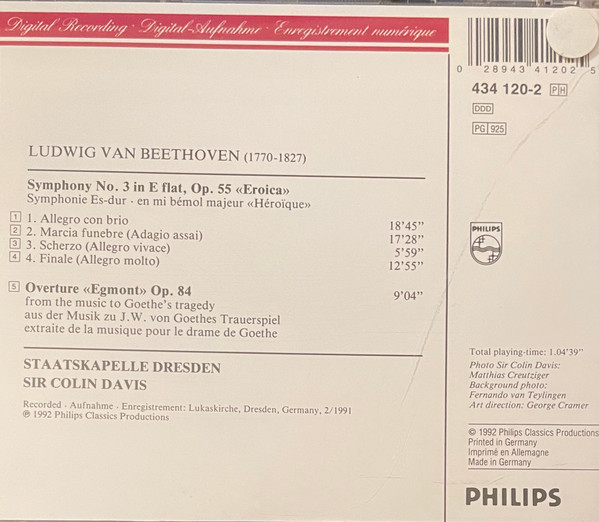 Digital Recording · Digital-Aufnahme · Enregistrement numérique
0 28943 41202 5
434 120-2 PH
DDD
PG 925
LUDWIG VAN BEETHOVEN (1770-1827)
Symphony No. 3 in E flat, Op. 55 «Eroica»
Symphonie Es-dur · en mi bémol majeur «Héroïque»
1 1. Allegro con brio 18'45"
2 2. Marcia funebre (Adagio assai) 17'28"
3 3. Scherzo (Allegro vivace) 5'59"
4 4. Finale (Allegro molto) 12'55"
5 Overture «Egmont» Op. 84 9'04"
from the music to Goethe's tragedy
aus der Musik zu J.W. von Goethes Trauerspiel
extraite de la musique pour le drame de Goethe
STAATSKAPELLE DRESDEN
SIR COLIN DAVIS
Recorded · Aufnahme · Enregistrement: Lukaskirche, Dresden, Germany, 2/1991
℗ 1992 Philips Classics Productions
PHILIPS
Total playing-time: 1.04'39"
Photo Sir Colin Davis:
Matthias Creutziger
Background photo:
Fernando van Teylingen
Art direction: George Cramer
© 1992 Philips Classics Productions
Printed in Germany
Imprimé en Allemagne
Made in Germany
PHILIPS